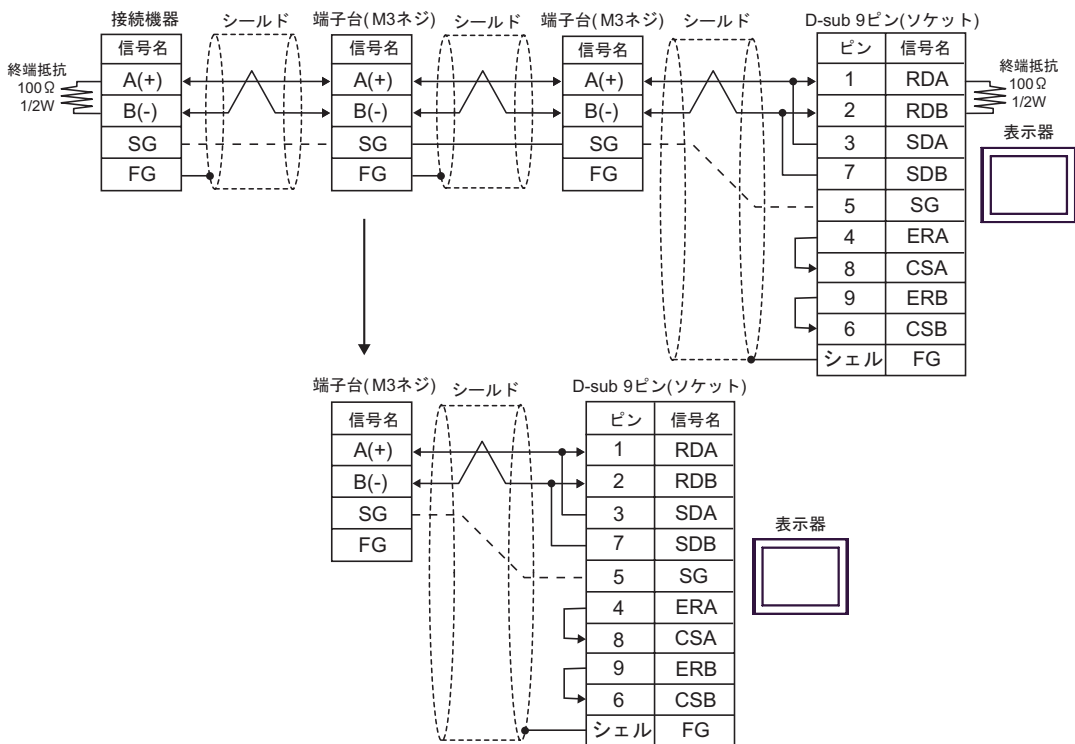 接続機器
シールド
端子台(M3ネジ)
シールド
端子台(M3ネジ)
シールド
D-sub 9ピン(ソケット)
終端抵抗
100Ω
1/2W
信号名
A(+)
B(-)
SG
FG
信号名
A(+)
B(-)
SG
FG
信号名
A(+)
B(-)
SG
FG
ピン 信号名
1 RDA
2 RDB
3 SDA
7 SDB
5 SG
4 ERA
8 CSA
9 ERB
6 CSB
シェル FG
終端抵抗
100Ω
1/2W
表示器
端子台(M3ネジ)
シールド
D-sub 9ピン(ソケット)
信号名
A(+)
B(-)
SG
FG
ピン 信号名
1 RDA
2 RDB
3 SDA
7 SDB
5 SG
4 ERA
8 CSA
9 ERB
6 CSB
シェル FG
表示器